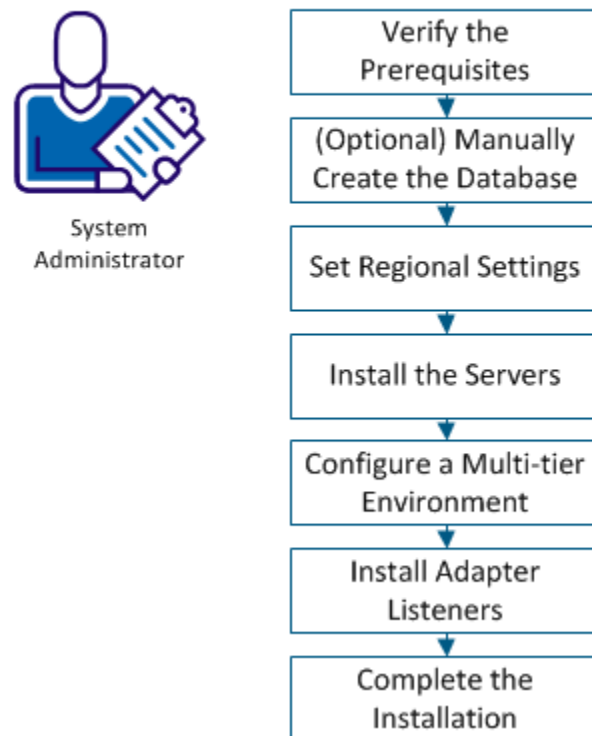 System
Administrator
Verify the
Prerequisites
(Optional) Manually
Create the Database
Set Regional Settings
Install the Servers
Configure a Multi-tier
Environment
Install Adapter
Listeners
Complete the
Installation